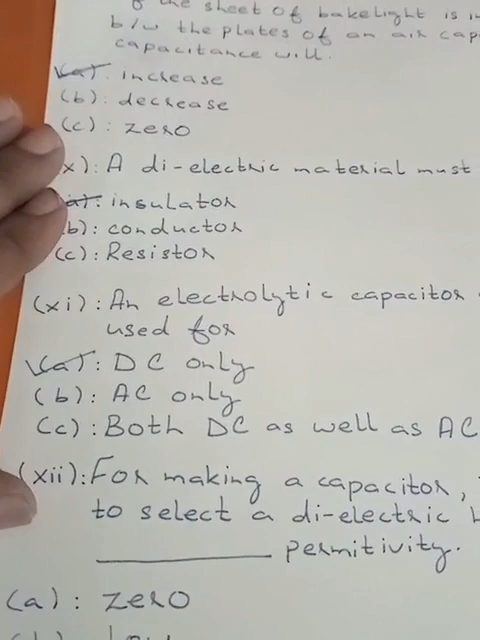 the sheet of bakelight is
b/w the plates of an air cap
capacitance will.
(a): increase
(b): decrease
(c): zero
x): A di-electric material must
(a): insulator
(b): conductor
(c): Resistor
(xi): An electrolytic capacitor
used for
(a): DC only
(b): AC only
(c): Both DC as well as AC
(xii): For making a capacitor,
to select a di-electric
__________ permitivity.
(a): zero